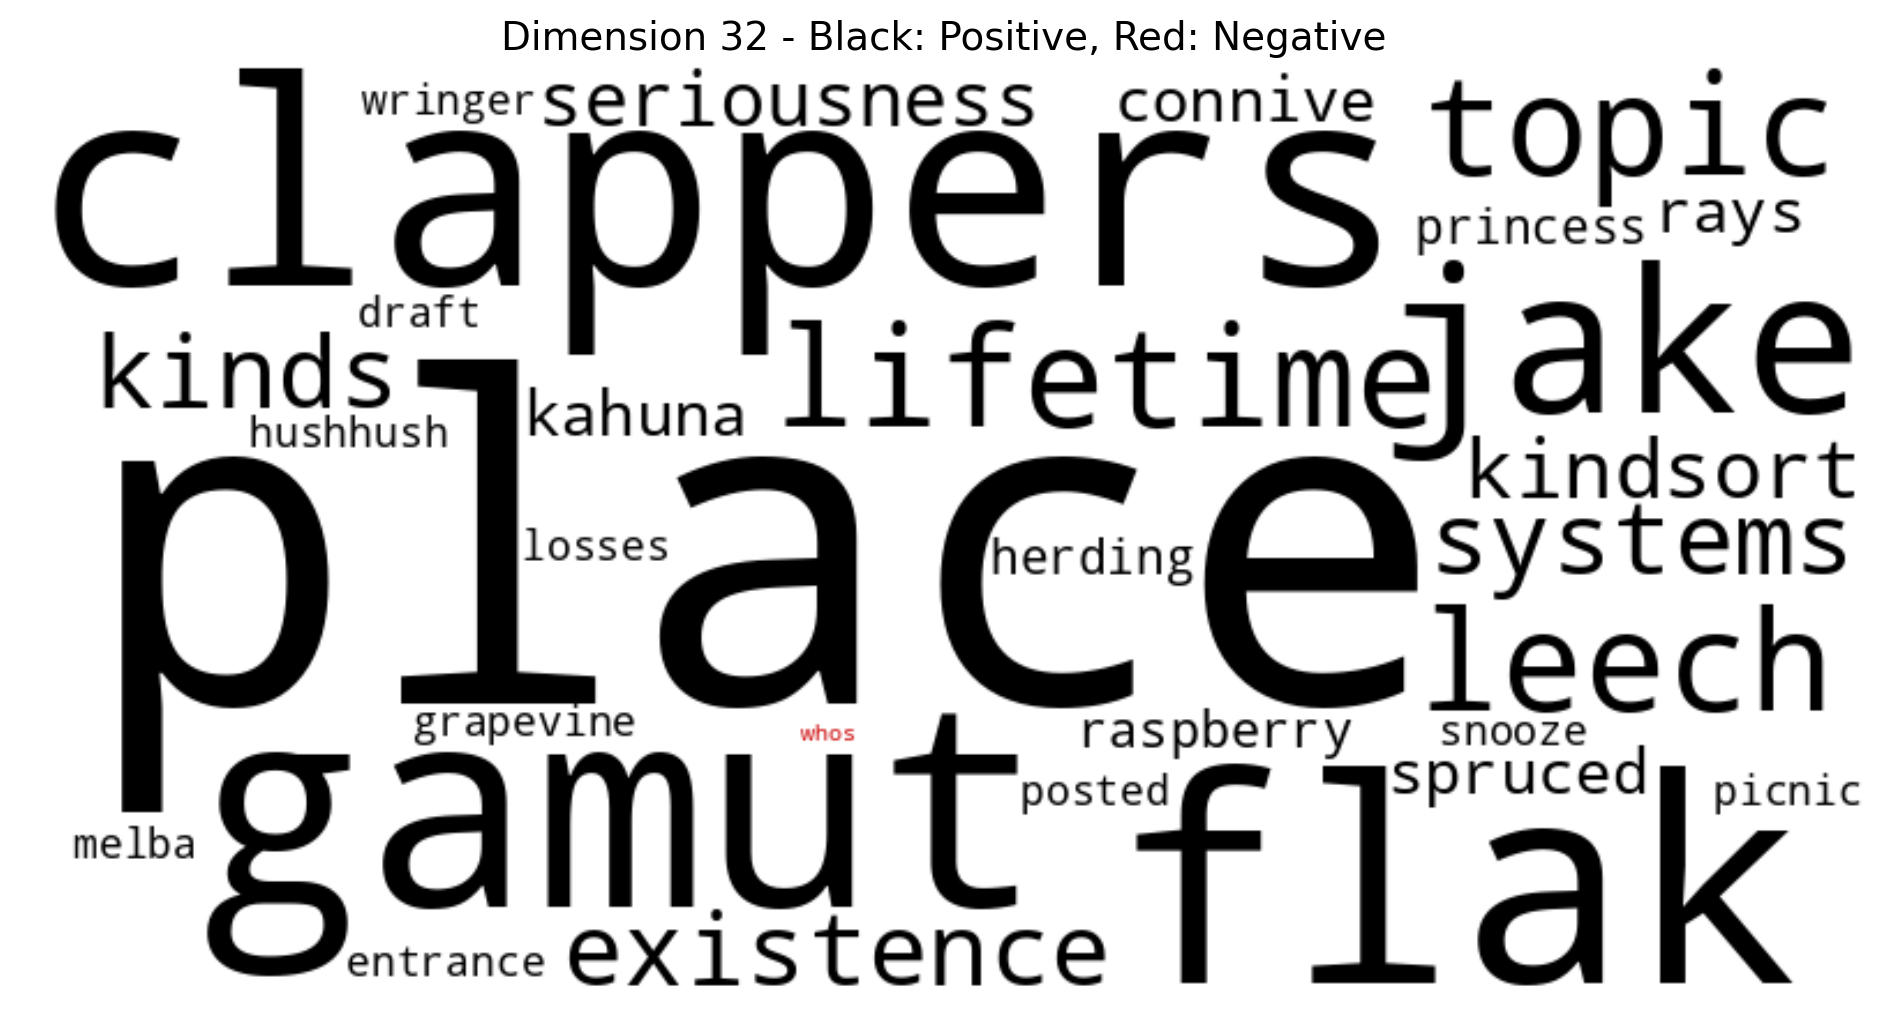 Dimension 32 - Black: Positive, Red: Negative
wringer seriousness connive topic
clappers princess rays
draft jake
kinds lifetime
hushhush kahuna kindsort
place systems
losses herding leech
grapevine whos raspberry snooze
gamut posted spruced picnic
melba flak
entrance existence